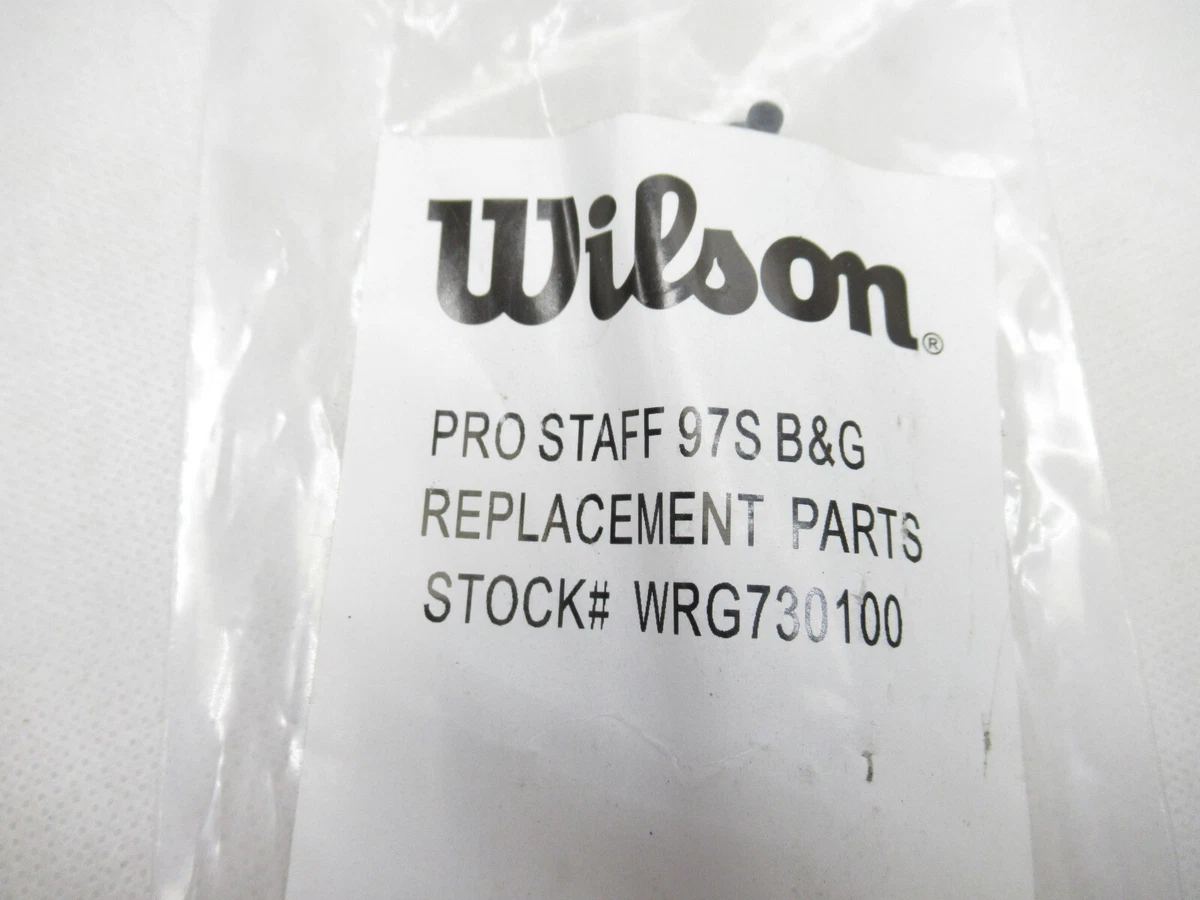 Wilson®
PRO STAFF 97S B&G
REPLACEMENT PARTS
STOCK# WRG730100